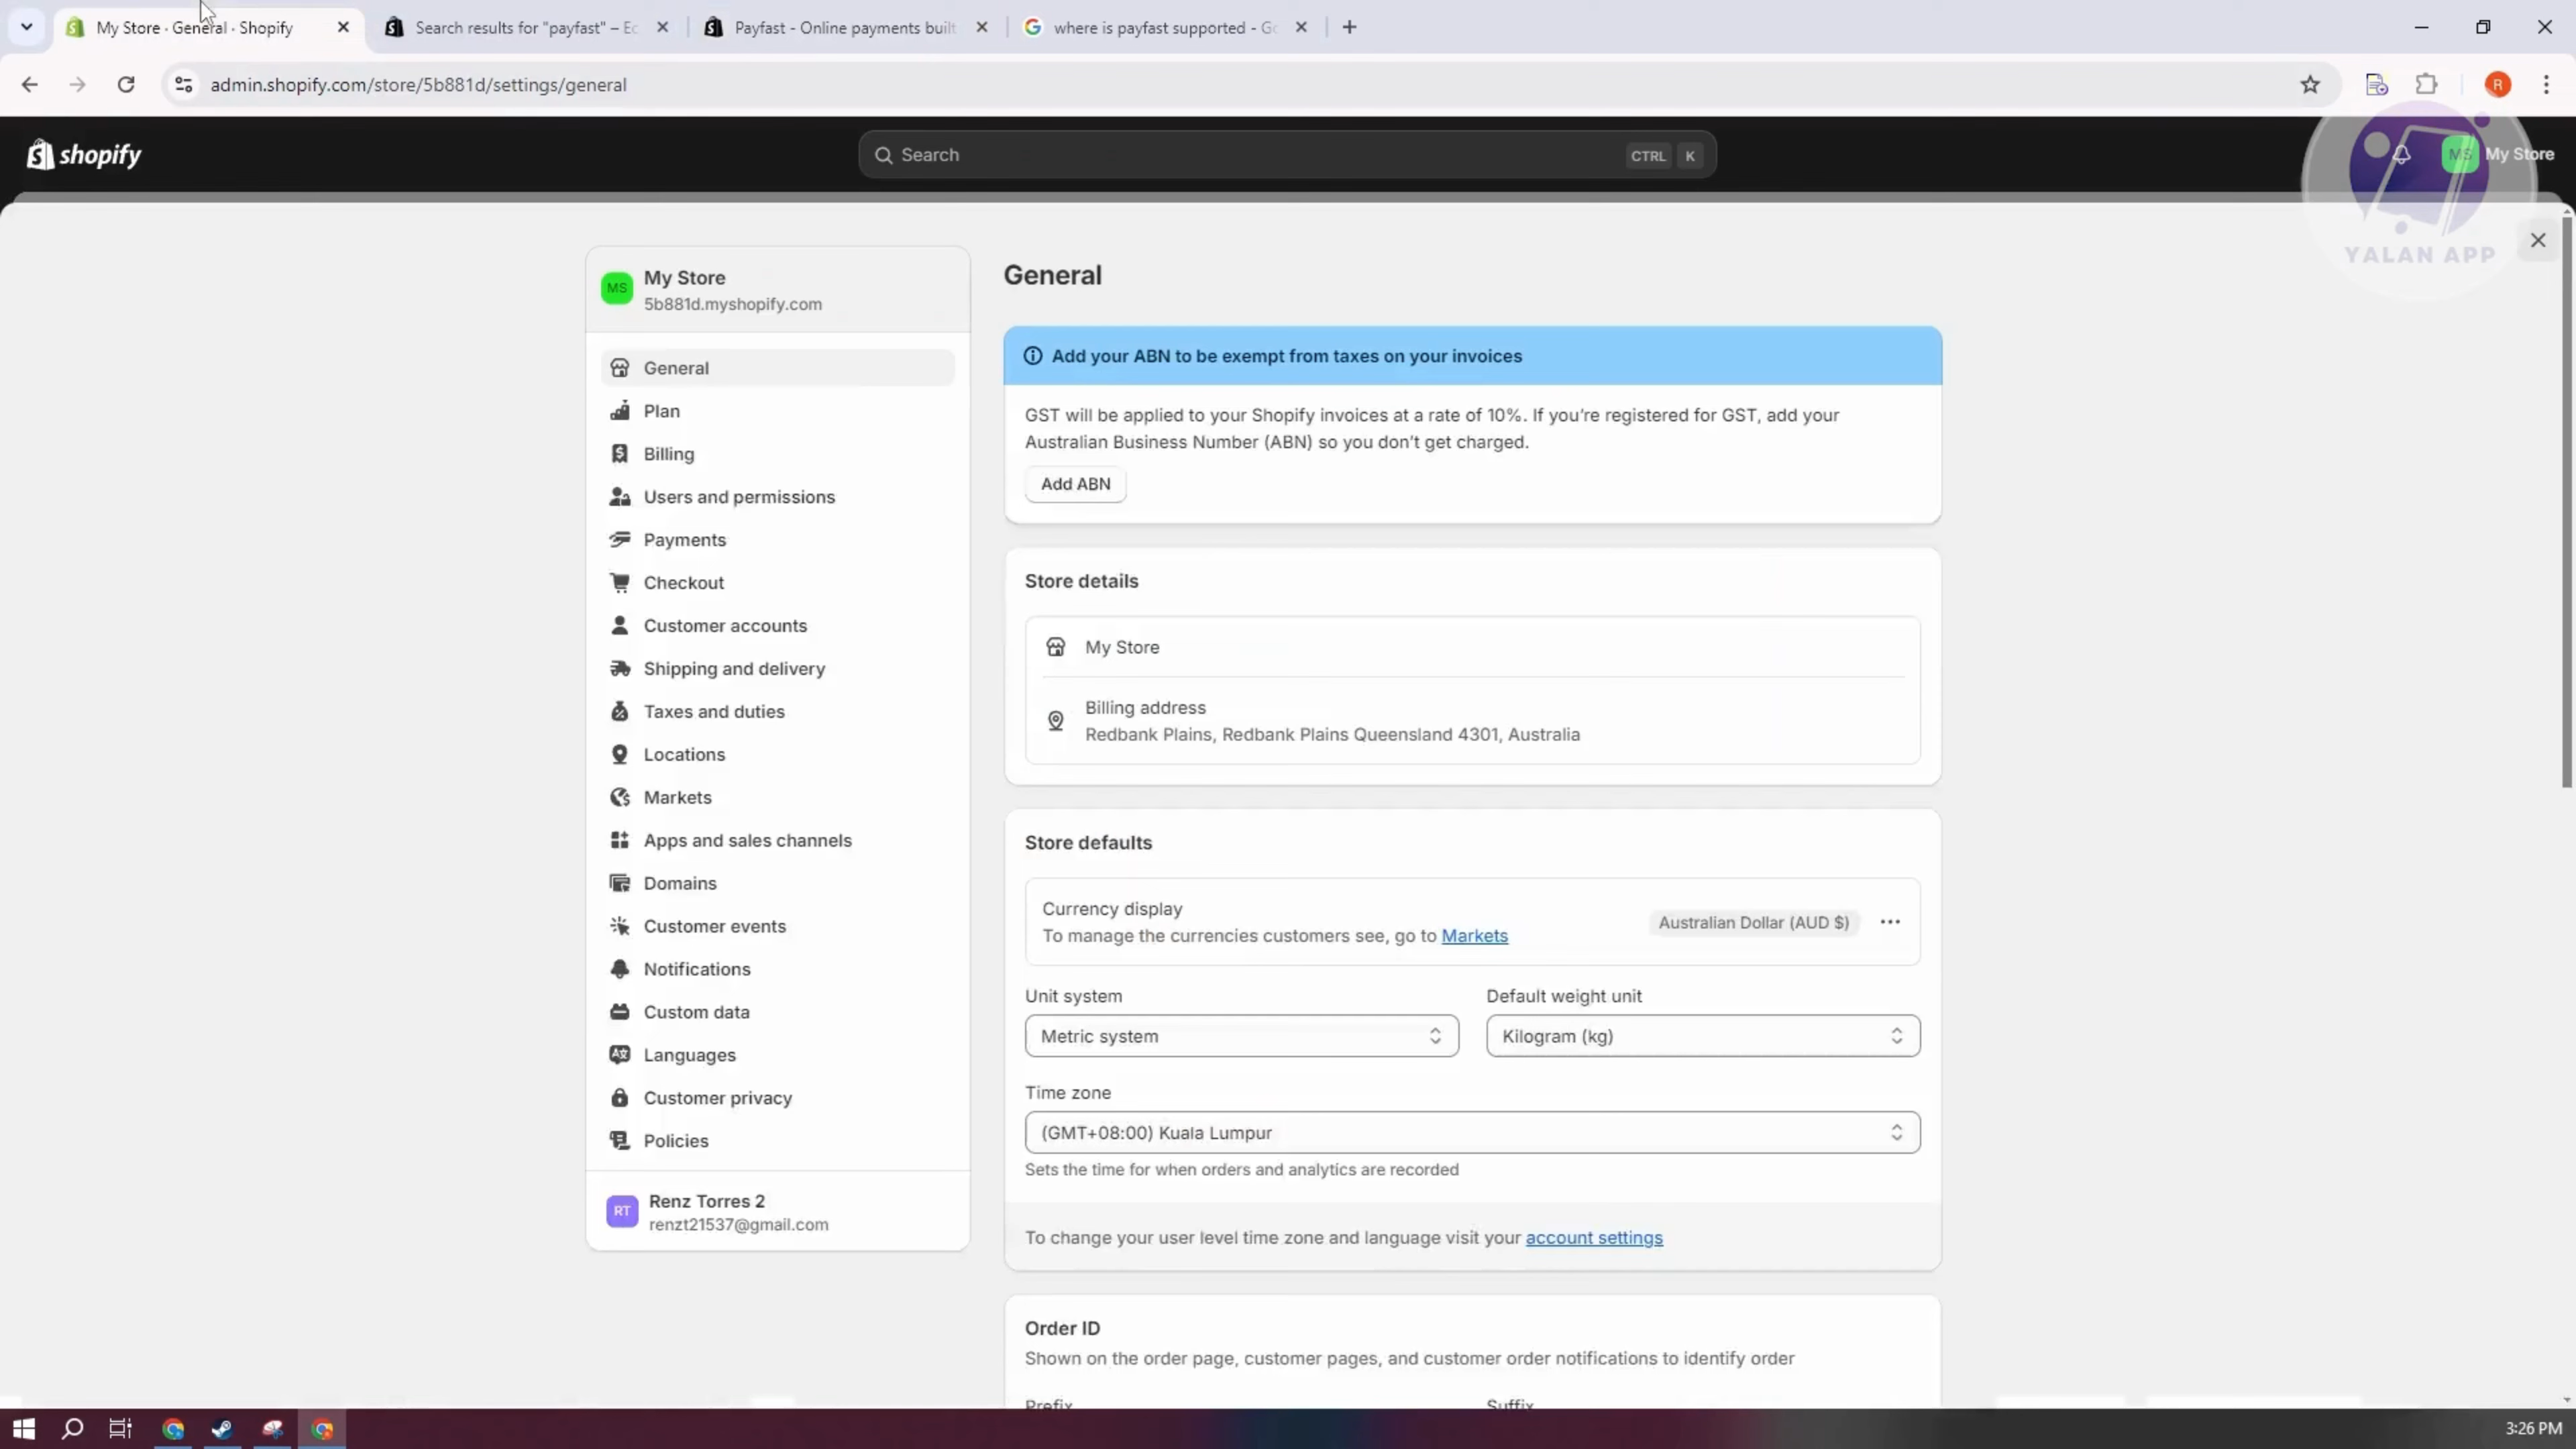 My Store · General · Shopify
Search results for "payfast" – Ec
Payfast - Online payments built
where is payfast supported - Go
admin.shopify.com/store/5b881d/settings/general
R
shopify
Search
CTRL K
MS My Store
YALAN APP
MS
My Store
5b881d.myshopify.com
General
Plan
Billing
Users and permissions
Payments
Checkout
Customer accounts
Shipping and delivery
Taxes and duties
Locations
Markets
Apps and sales channels
Domains
Customer events
Notifications
Custom data
Languages
Customer privacy
Policies
RT
Renz Torres 2
renzt21537@gmail.com
General
Add your ABN to be exempt from taxes on your invoices
GST will be applied to your Shopify invoices at a rate of 10%. If you're registered for GST, add your
Australian Business Number (ABN) so you don't get charged.
Add ABN
Store details
My Store
Billing address
Redbank Plains, Redbank Plains Queensland 4301, Australia
Store defaults
Currency display
To manage the currencies customers see, go to Markets
Australian Dollar (AUD $)
Unit system
Default weight unit
Metric system
Kilogram (kg)
Time zone
(GMT+08:00) Kuala Lumpur
Sets the time for when orders and analytics are recorded
To change your user level time zone and language visit your account settings
Order ID
Shown on the order page, customer pages, and customer order notifications to identify order
Prefix
Suffix
3:26 PM